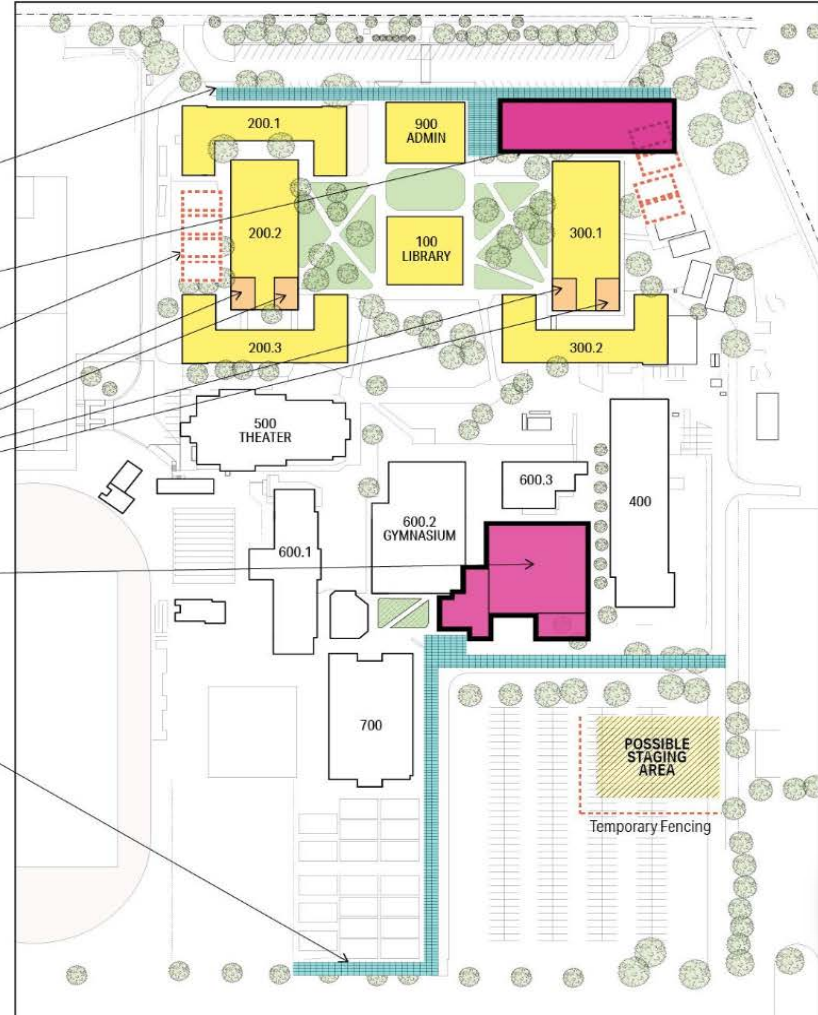 200.1
900
ADMIN
200.2
100
LIBRARY
300.1
200.3
300.2
500
THEATER
600.3
400
600.2
GYMNASIUM
600.1
700
POSSIBLE
STAGING
AREA
Temporary Fencing